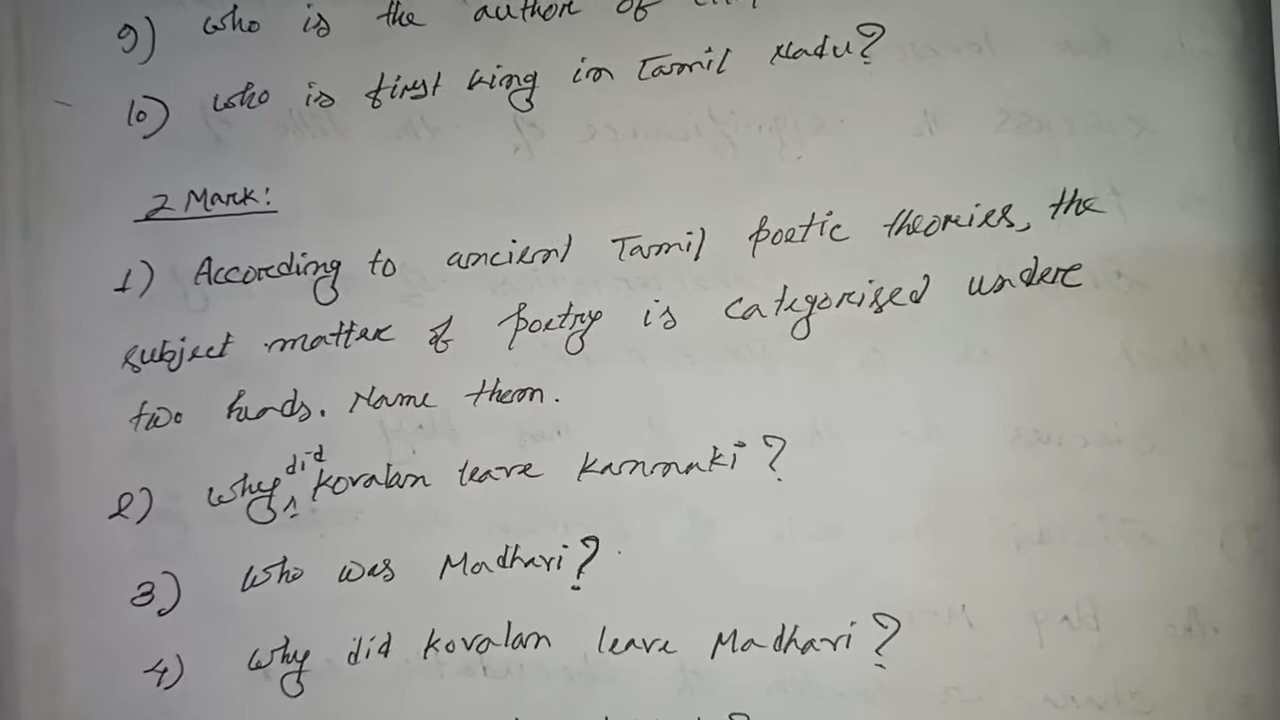 9) who is the author of
10) who is first king in Tamil Nadu?
2 Mark:
1) According to ancient Tamil poetic theories, the
subject matter of poetry is categorised undere
two heads. Name them.
2) why did kovalan leave Kannaki?
3) Who was Madhavi?
4) why did kovalan leave Madhavi?